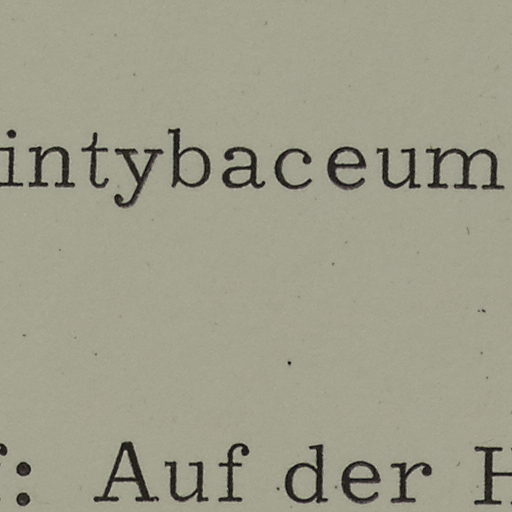 intybaceum
f: Auf der H